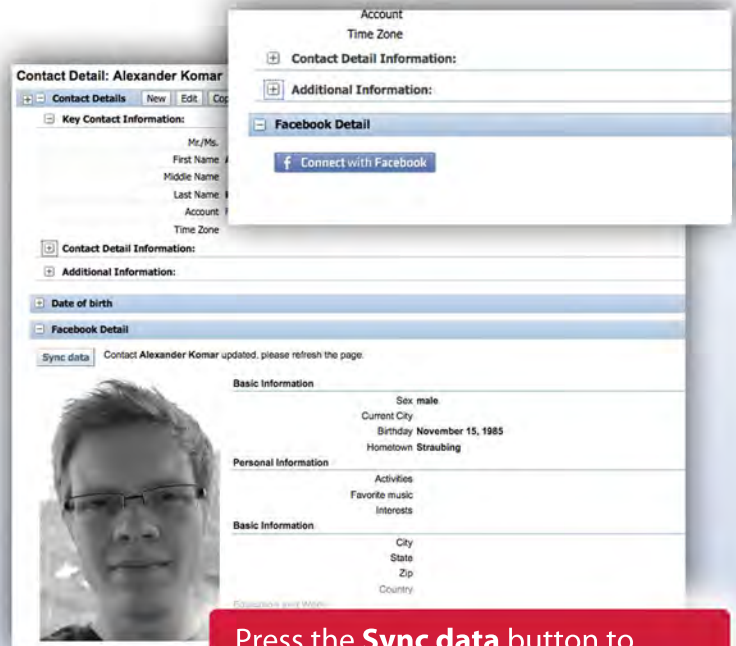 Account
Time Zone
Contact Detail Information:
Additional Information:
Facebook Detail
f Connect with Facebook
Contact Detail: Alexander Komar
Contact Details New Edit Cop
Key Contact Information:
Mr./Ms.
First Name
Middle Name
Last Name
Account
Time Zone
Contact Detail Information:
Additional Information:
Date of birth
Facebook Detail
Sync data Contact Alexander Komar updated, please refresh the page.
Basic Information
Sex male
Current City
Birthday November 15, 1985
Hometown Straubing
Personal Information
Activities
Favorite music
Interests
Basic Information
City
State
Zip
Country
Education and Work
Press the Sync data button to